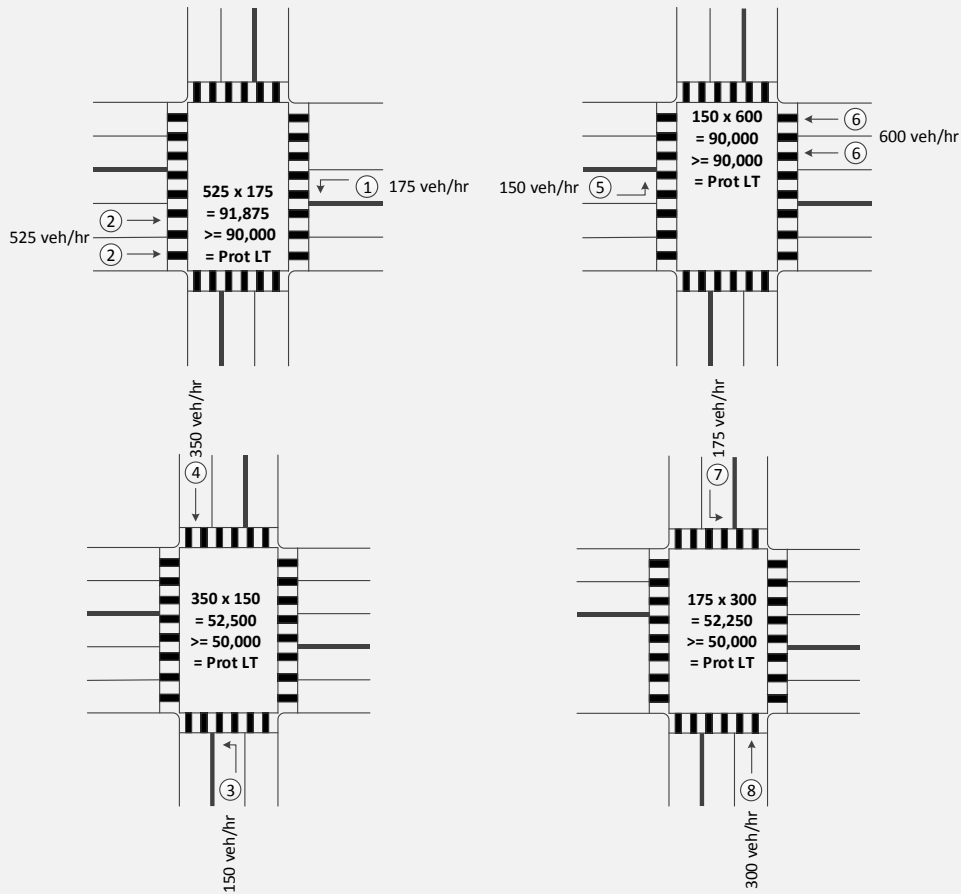 525 x 175
= 91,875
>= 90,000
= Prot LT
① 175 veh/hr
②
525 veh/hr
②
150 x 600
= 90,000
>= 90,000
= Prot LT
⑥
600 veh/hr
⑥
150 veh/hr ⑤
350 veh/hr
④
350 x 150
= 52,500
>= 50,000
= Prot LT
③
150 veh/hr
175 veh/hr
⑦
175 x 300
= 52,250
>= 50,000
= Prot LT
⑧
300 veh/hr